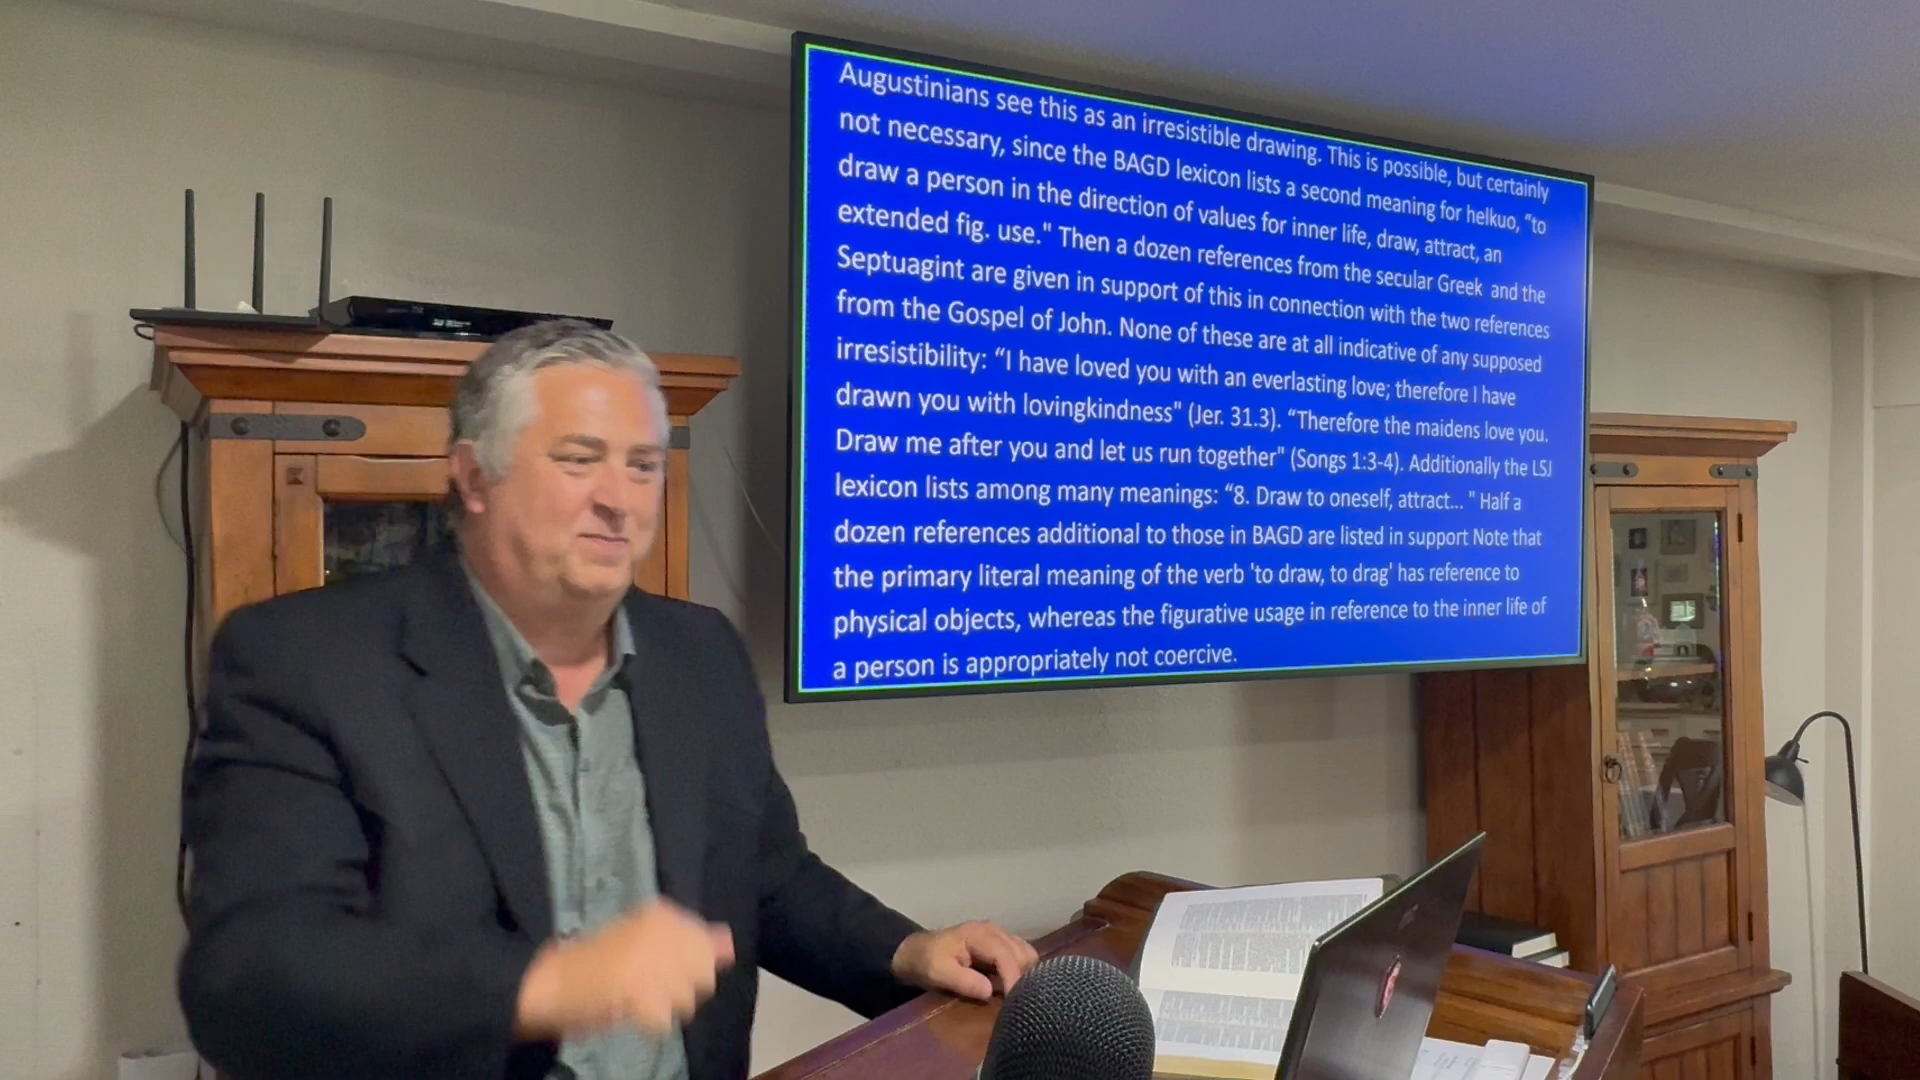 Augustinians see this as an irresistible drawing. This is possible, but certainly
not necessary, since the BAGD lexicon lists a second meaning for helkuo, “to
draw a person in the direction of values for inner life, draw, attract, an
extended fig. use." Then a dozen references from the secular Greek and the
Septuagint are given in support of this in connection with the two references
from the Gospel of John. None of these are at all indicative of any supposed
irresistibility: “I have loved you with an everlasting love; therefore I have
drawn you with lovingkindness" (Jer. 31.3). “Therefore the maidens love you.
Draw me after you and let us run together" (Songs 1:3-4). Additionally the LSJ
lexicon lists among many meanings: “8. Draw to oneself, attract... " Half a
dozen references additional to those in BAGD are listed in support Note that
the primary literal meaning of the verb 'to draw, to drag' has reference to
physical objects, whereas the figurative usage in reference to the inner life of
a person is appropriately not coercive.